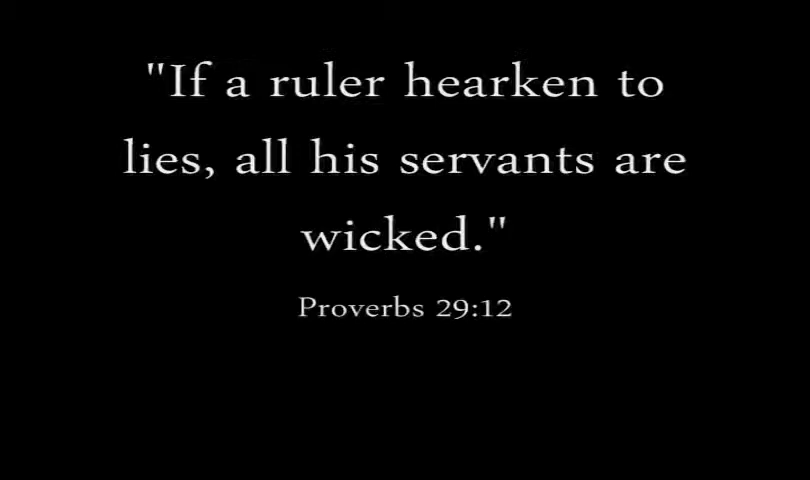 "If a ruler hearken to
lies, all his servants are
wicked."
Proverbs 29:12